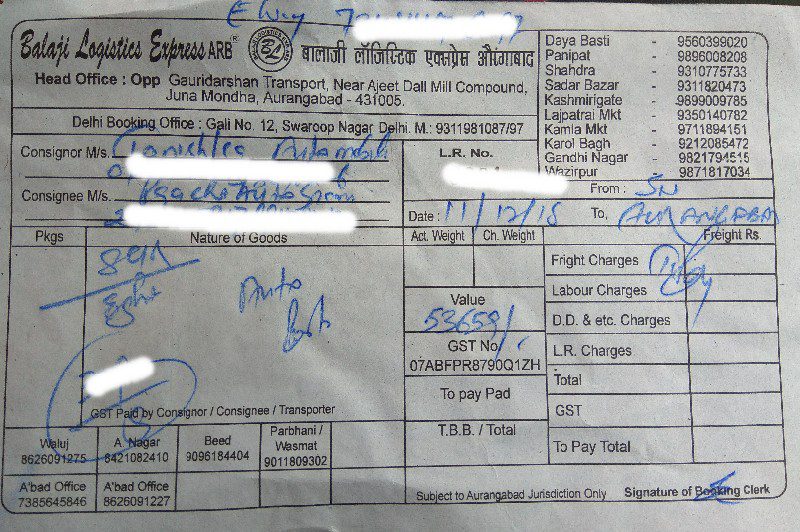 E Way
Balaji Logistics Express ARB
बालाजी लॉजिस्टिक एक्सप्रेस औरंगाबाद
Head Office : Opp Gauridarshan Transport, Near Ajeet Dall Mill Compound,
Juna Mondha, Aurangabad - 431005.
Delhi Booking Office : Gali No. 12, Swaroop Nagar Delhi. M.: 9311981087/97
Daya Basti - 9560399020
Panipat - 9896008208
Shahdra - 9310775733
Sadar Bazar - 9311820473
Kashmirigate - 9899009785
Lajpatrai Mkt - 9350140782
Kamla Mkt - 9711894151
Karol Bagh - 9212085472
Gandhi Nagar - 9821794515
Wazirpur - 9871817034
Consignor M/s.
Consignee M/s.
L.R. No.
From : SN
Date : 11/12/18 To, AURANGABAD
Pkgs Nature of Goods Act. Weight Ch. Weight Freight Rs.
89
Auto
Value
53659/-
GST No
07ABFPR8790Q1ZH
To pay Pad
T.B.B. / Total
Fright Charges
Labour Charges
D.D. & etc. Charges
L.R. Charges
Total
GST
To Pay Total
GST Paid by Consignor / Consignee / Transporter
Waluj
8626091275
A. Nagar
8421082410
Beed
9096184404
Parbhani /
Wasmat
9011809302
A'bad Office
7385645846
A'bad Office
8626091227
Subject to Aurangabad Jurisdiction Only Signature of Booking Clerk